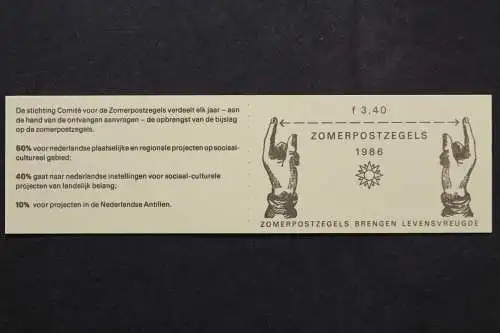 De stichting Comité voor de Zomerpostzegels verdeelt elk jaar – aan
de hand van de ontvangen aanvragen – de opbrengst van de bijslag
op de zomerpostzegels.
60% voor nederlandse plaatselijke en regionale projecten op sociaal-
cultureel gebied;
40% gaat naar nederlandse instellingen voor sociaal-culturele
projecten van landelijk belang;
10% voor projecten in de Nederlandse Antillen.
f 3,40
ZOMERPOSTZEGELS
1986
ZOMERPOSTZEGELS BRENGEN LEVENSVREUGDE